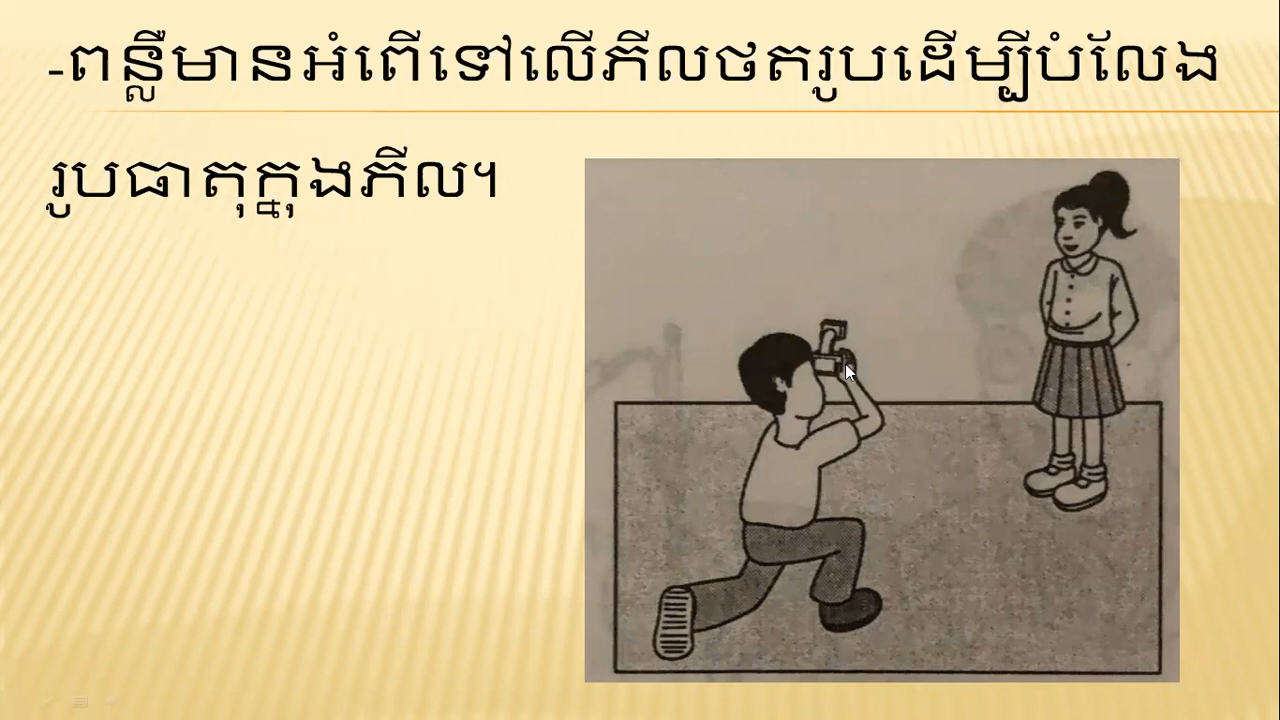 -ពន្លឺមានអំពើទៅលើភីលថតរូបដើម្បីបំលែង
រូបធាតុក្នុងភីល។